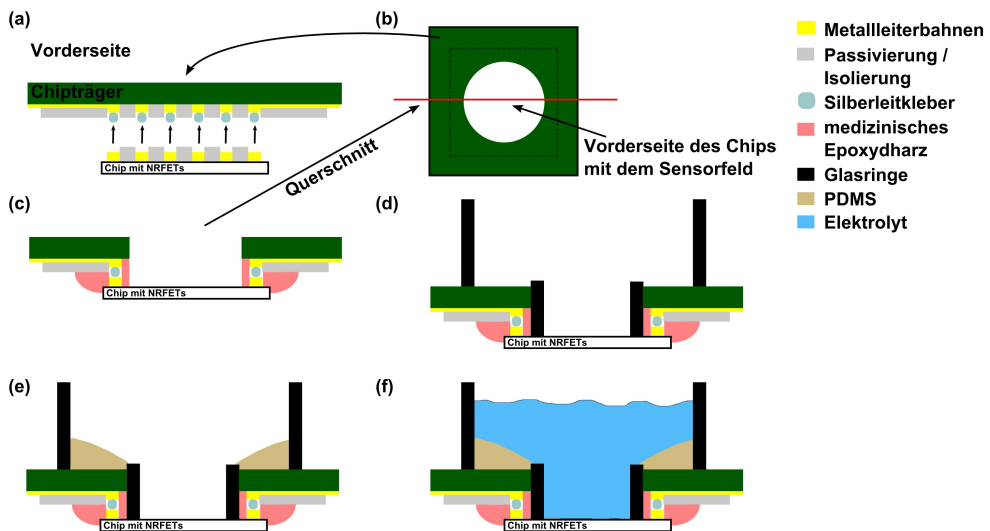 (a)
Vorderseite
Chipträger
Chip mit NRFETs
(b)
Vorderseite des Chips
mit dem Sensorfeld
Querschnitt
Metallleiterbahnen
Passivierung /
Isolierung
Silberleitkleber
medizinisches
Epoxydharz
Glasringe
PDMS
Elektrolyt
(c)
Chip mit NRFETs
(d)
Chip mit NRFETs
(e)
Chip mit NRFETs
(f)
Chip mit NRFETs